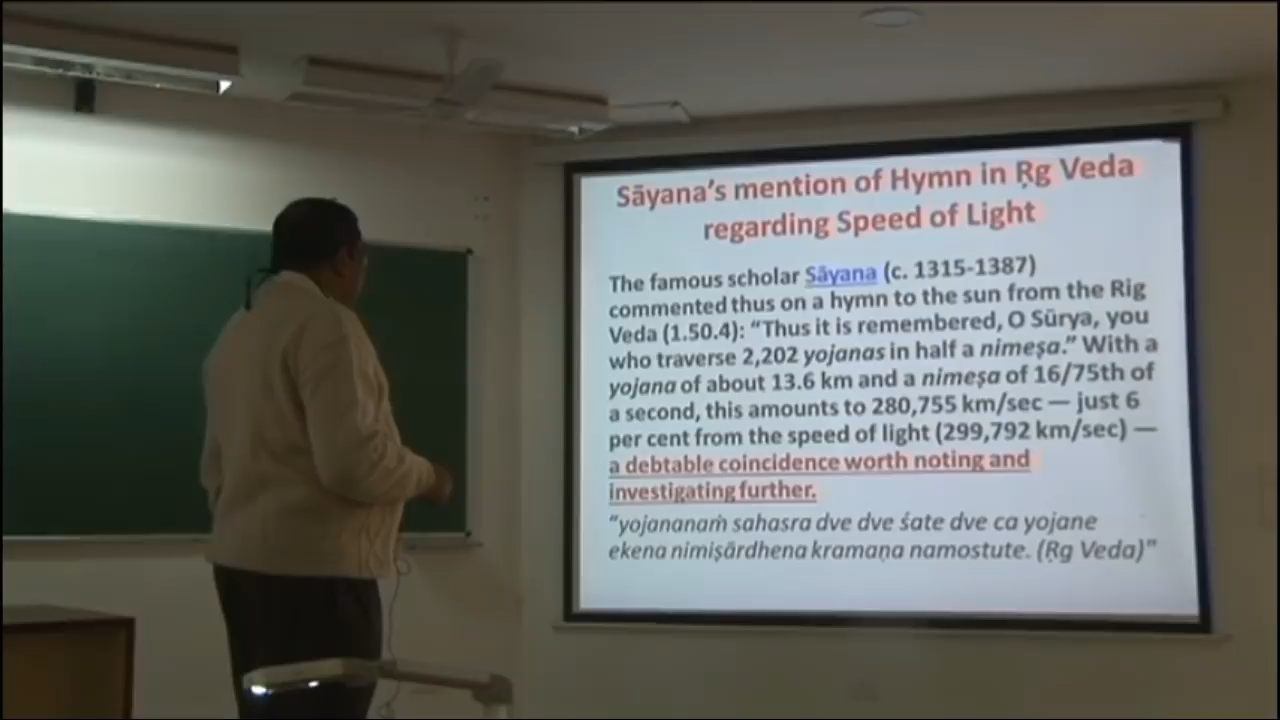 Sāyana's mention of Hymn in Ṛg Veda
regarding Speed of Light
The famous scholar Sāyana (c. 1315-1387)
commented thus on a hymn to the sun from the Rig
Veda (1.50.4): “Thus it is remembered, O Sūrya, you
who traverse 2,202 yojanas in half a nimeṣa.” With a
yojana of about 13.6 km and a nimeṣa of 16/75th of
a second, this amounts to 280,755 km/sec — just 6
per cent from the speed of light (299,792 km/sec) —
a debtable coincidence worth noting and
investigating further.
“yojananaṁ sahasra dve dve śate dve ca yojane
ekena nimiṣārdhena kramaṇa namostute. (Ṛg Veda)”